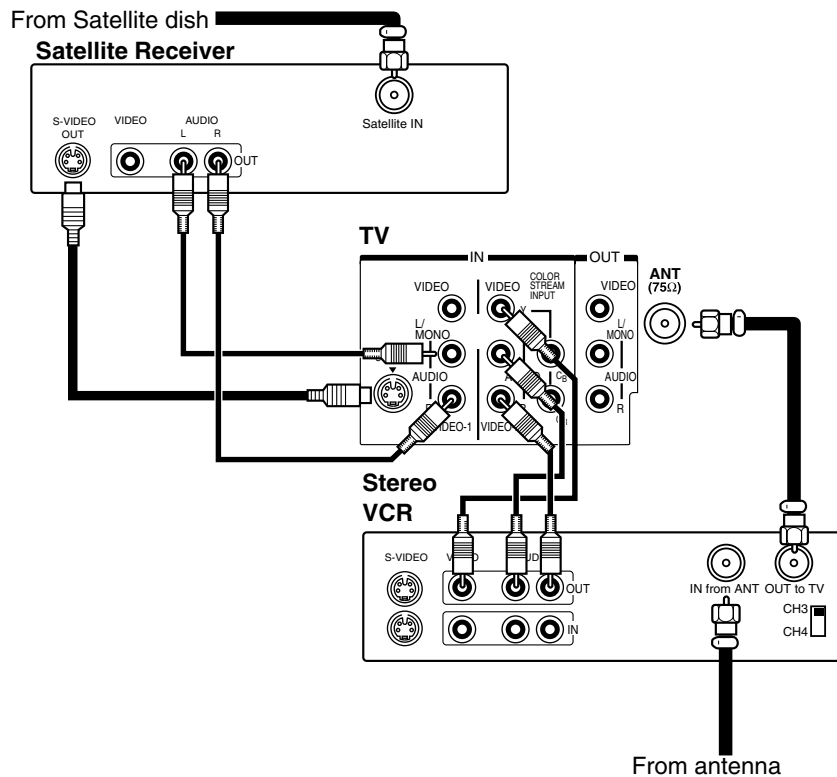 From Satellite dish
Satellite Receiver
S-VIDEO
OUT
VIDEO
AUDIO
L R
OUT
Satellite IN
TV
IN
OUT
VIDEO
L/
MONO
AUDIO
VIDEO
COLOR
STREAM
INPUT
Y
CB
VIDEO
L/
MONO
AUDIO
R
ANT
(75Ω)
Stereo
VCR
S-VIDEO
OUT
IN
IN from ANT
OUT to TV
CH3
CH4
From antenna